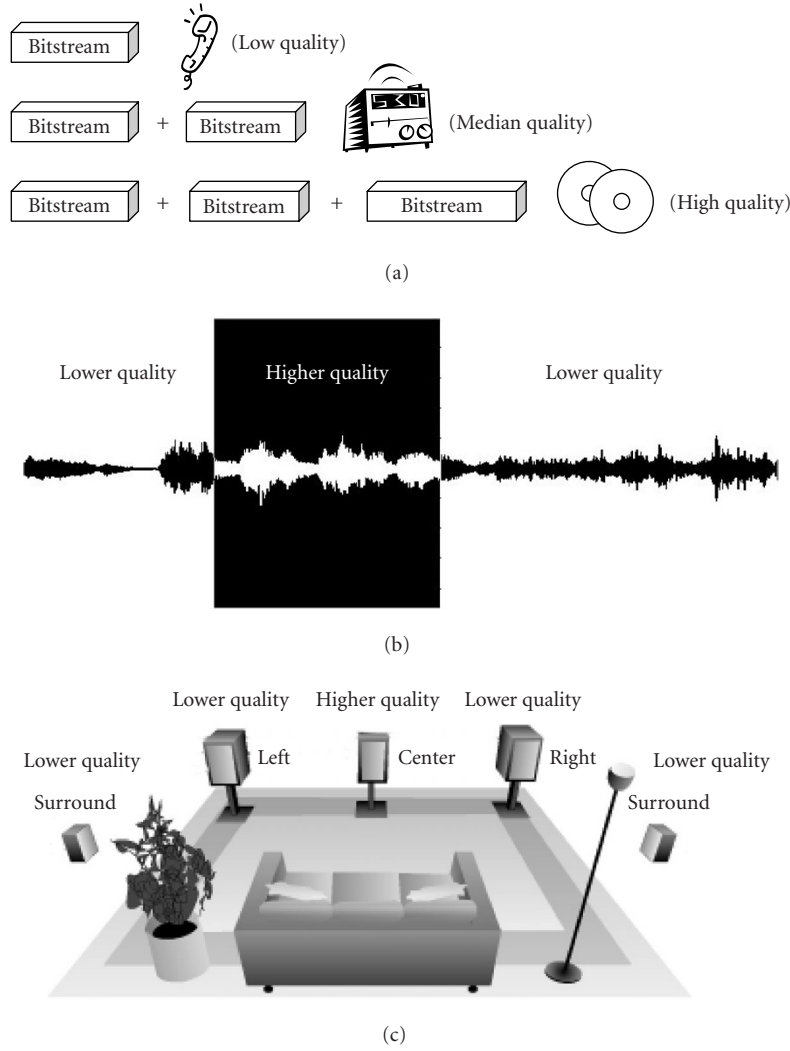 Bitstream (Low quality)
Bitstream + Bitstream (Median quality)
Bitstream + Bitstream + Bitstream (High quality)
(a)
Lower quality Higher quality Lower quality
(b)
Lower quality Higher quality Lower quality
Left Center Right
Lower quality Lower quality
Surround Surround
(c)